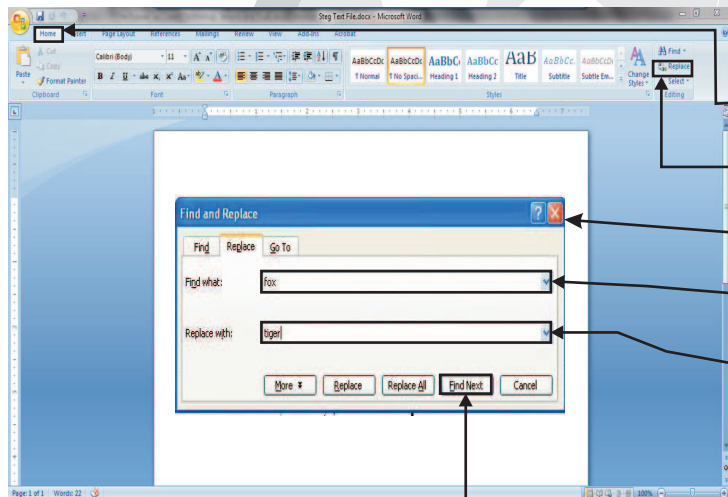 Steg Text File.docx - Microsoft Word
Home Insert Page Layout References Mailings Review View Add-Ins Acrobat
Cut
Copy
Format Painter
Paste
Clipboard
Calibri (Body) 11
Font
Paragraph
AaBbCcDc AaBbCcDc AaBbC AaBbCc AaB AaBbCc. AaBbCcDi
¶ Normal ¶ No Spaci... Heading 1 Heading 2 Title Subtitle Subtle Em...
Change Styles
Styles
Find
Replace
Select
Editing
Find and Replace
Find Replace Go To
Find what: fox
Replace with: tiger
More Replace Replace All Find Next Cancel
Page: 1 of 1 Words: 22 100%